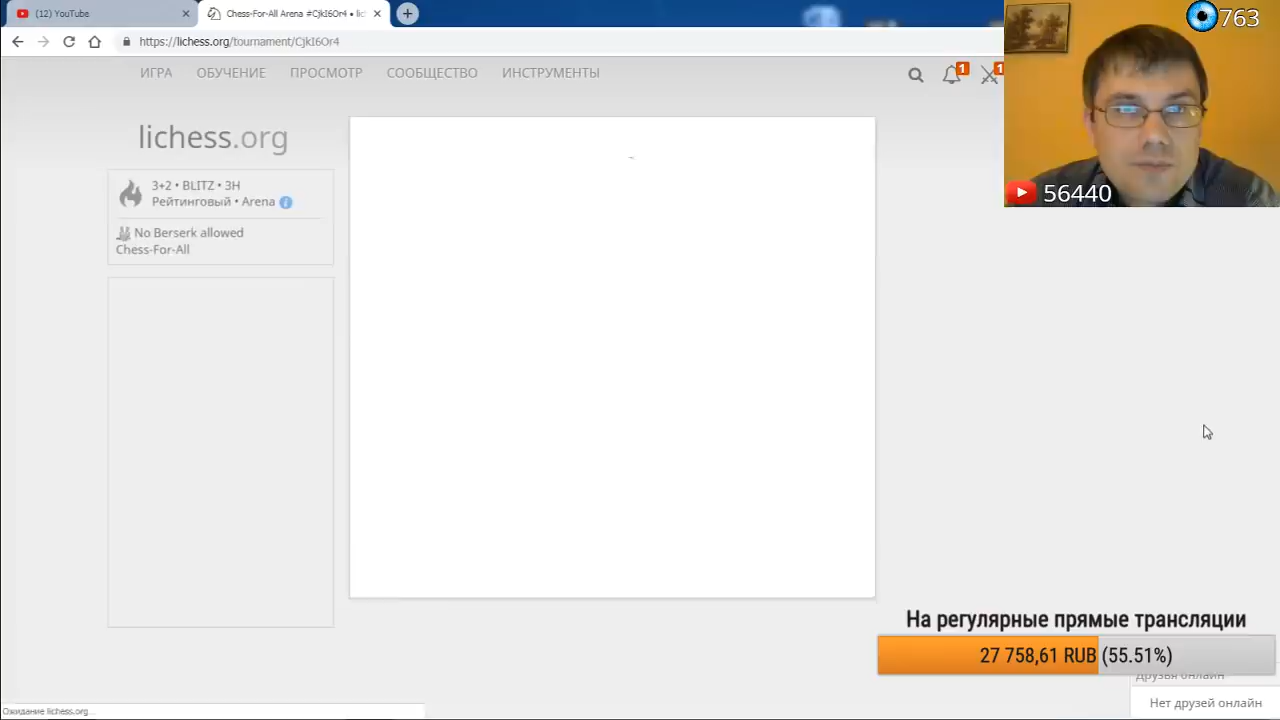 (12) YouTube
Chess-For-All Arena #CjkI6Or4 • lic
https://lichess.org/tournament/CjkI6Or4
763
ИГРА
ОБУЧЕНИЕ
ПРОСМОТР
СООБЩЕСТВО
ИНСТРУМЕНТЫ
1
1
lichess.org
56440
3+2 • BLITZ • 3H
Рейтинговый • Arena
No Berserk allowed
Chess-For-All
На регулярные прямые трансляции
27 758,61 RUB (55.51%)
Друзья онлайн
Нет друзей онлайн
Ожидание lichess.org...